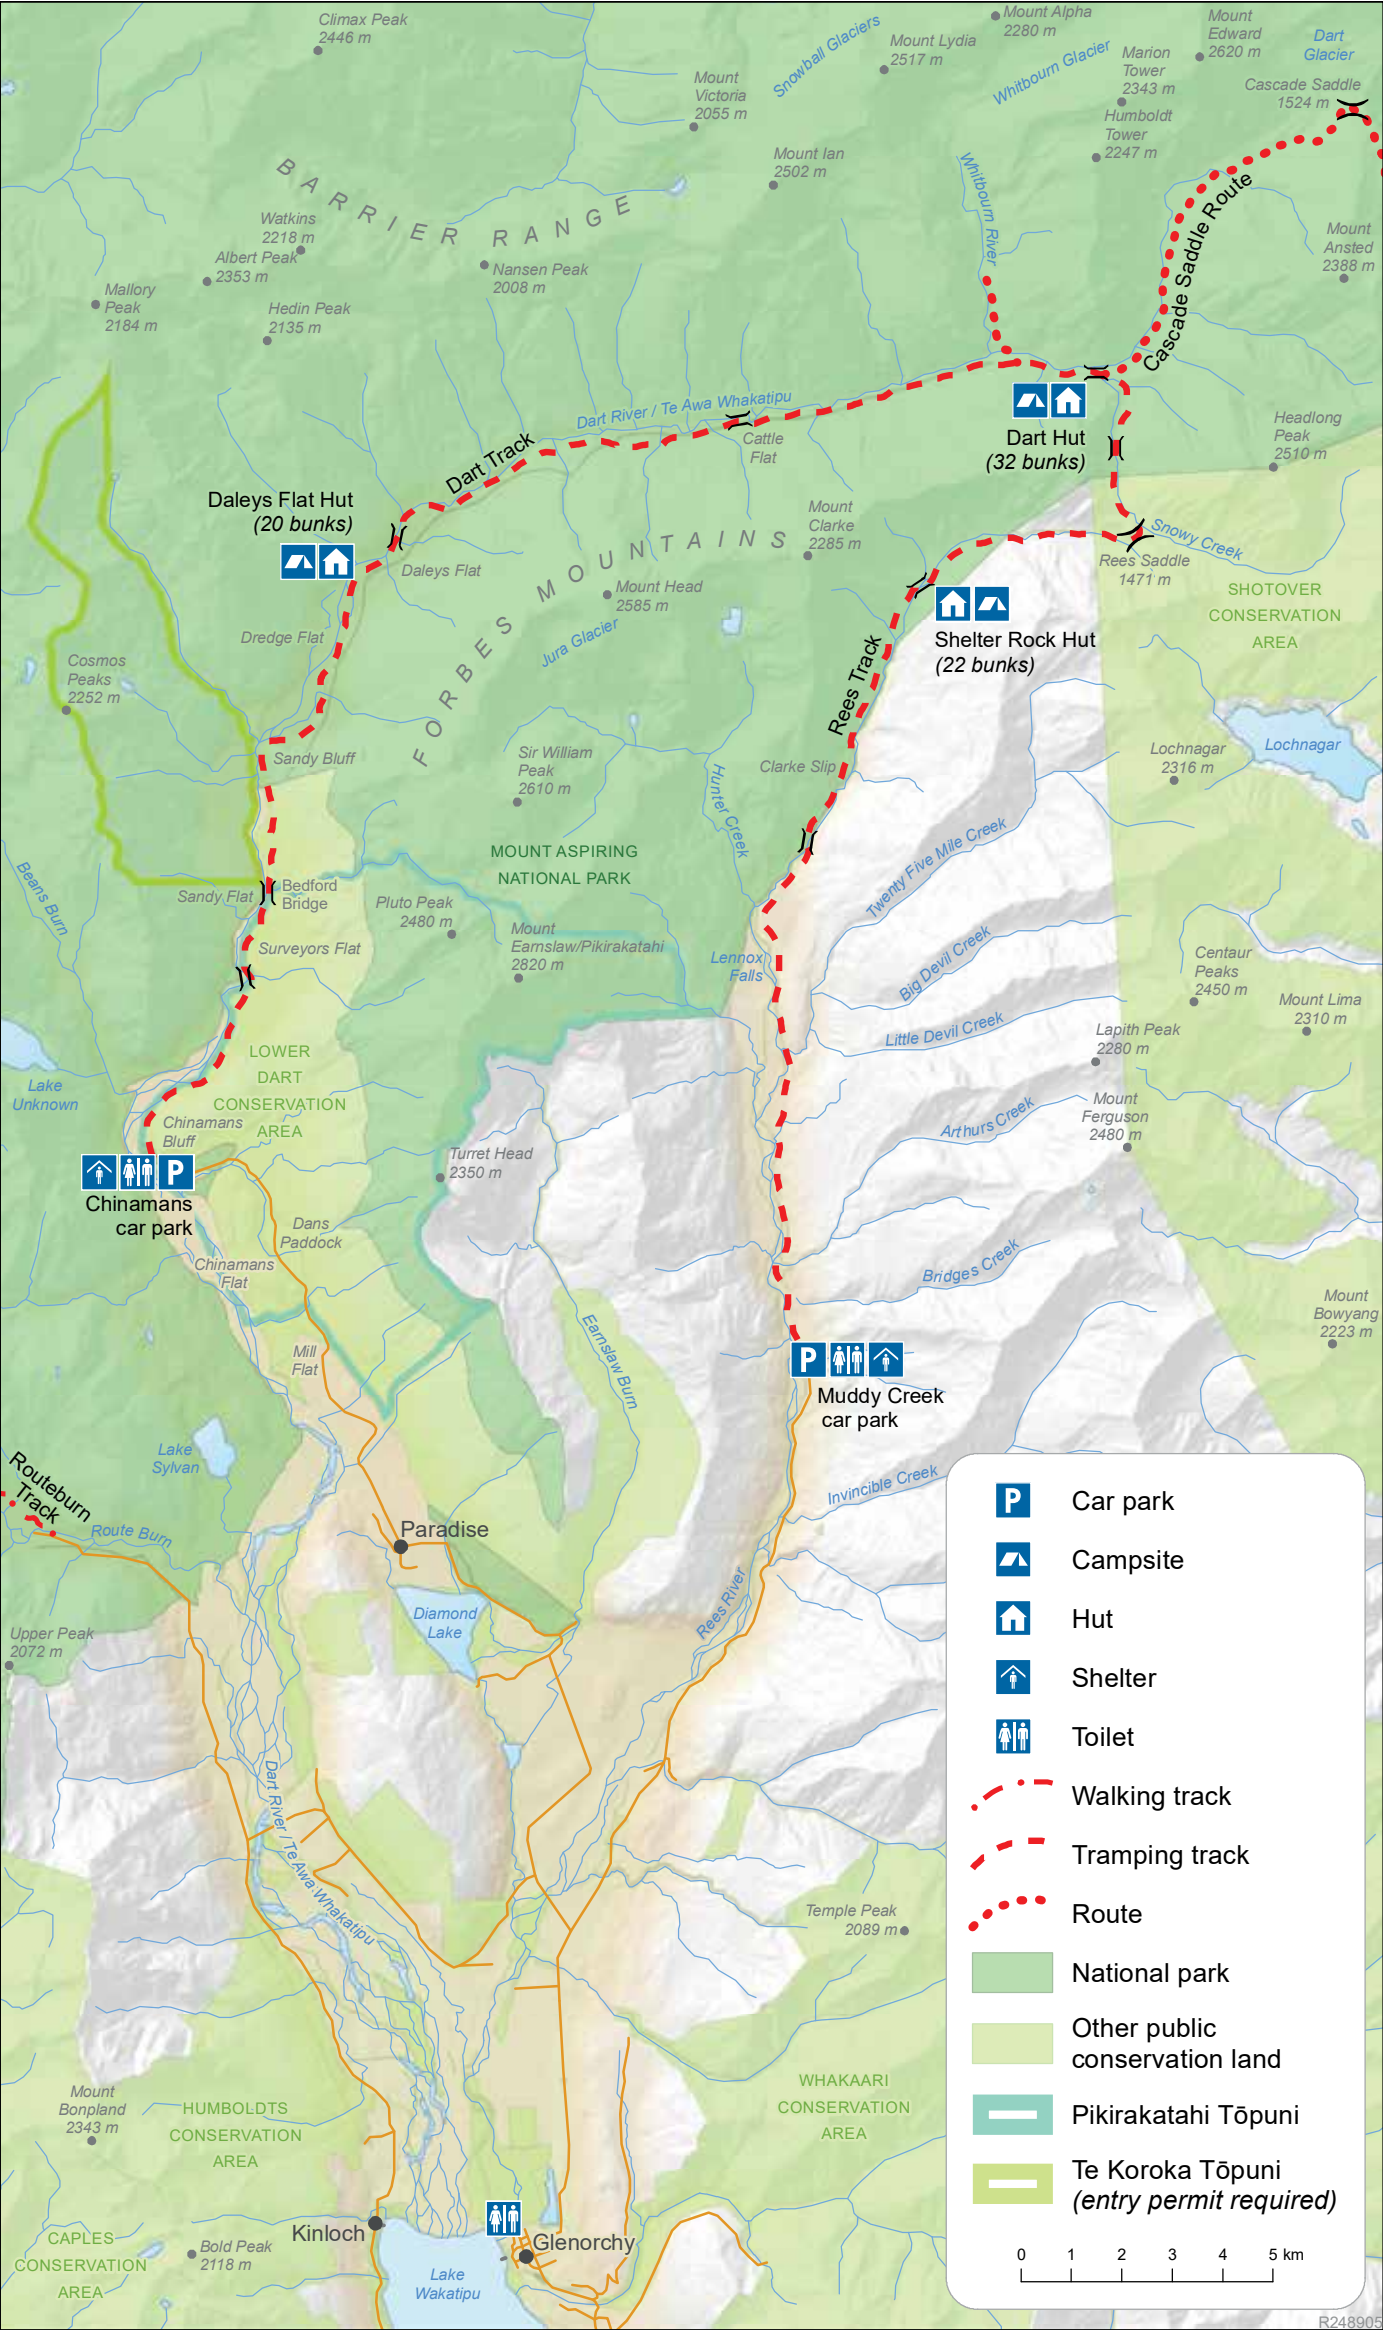 Climax Peak
2446 m
Mount Alpha
2280 m
Mount
Edward
2620 m
Dart
Glacier
Snowball Glaciers
Mount Lydia
2517 m
Whitbourn Glacier
Marion
Tower
2343 m
Cascade Saddle
1524 m
Mount
Victoria
2055 m
Humboldt
Tower
2247 m
Mount Ian
2502 m
BARRIER RANGE
Whitbourn River
Cascade Saddle Route
Watkins
2218 m
Albert Peak
2353 m
Nansen Peak
2008 m
Mount
Ansted
2388 m
Mallory
Peak
2184 m
Hedin Peak
2135 m
Dart River / Te Awa Whakatipu
Cattle
Flat
Dart Track
Dart Hut
(32 bunks)
Headlong
Peak
2510 m
Daleys Flat Hut
(20 bunks)
Daleys Flat
Mount
Clarke
2285 m
Snowy Creek
Rees Saddle
1471 m
FORBES MOUNTAINS
Mount Head
2585 m
Jura Glacier
SHOTOVER
CONSERVATION
AREA
Dredge Flat
Shelter Rock Hut
(22 bunks)
Rees Track
Cosmos
Peaks
2252 m
Sandy Bluff
Sir William
Peak
2610 m
Clarke Slip
Hunter Creek
Lochnagar
2316 m
Lochnagar
MOUNT ASPIRING
NATIONAL PARK
Twenty Five Mile Creek
Beans Burn
Sandy Flat
Bedford
Bridge
Pluto Peak
2480 m
Surveyors Flat
Mount
Earnslaw/Pikirakatahi
2820 m
Lennox
Falls
Big Devil Creek
Centaur
Peaks
2450 m
Mount Lima
2310 m
Little Devil Creek
Lapith Peak
2280 m
LOWER
DART
CONSERVATION
AREA
Lake
Unknown
Chinamans
Bluff
Arthurs Creek
Mount
Ferguson
2480 m
Turret Head
2350 m
P
Chinamans
car park
Dans
Paddock
Chinamans
Flat
Bridges Creek
Mount
Bowyang
2223 m
Mill
Flat
Earnslaw Burn
P
Muddy Creek
car park
Lake
Sylvan
Routeburn
Track
Route Burn
Invincible Creek
Paradise
Diamond
Lake
Rees River
Upper Peak
2072 m
Dart River / Te Awa Whakatipu
Temple Peak
2089 m
WHAKAARI
CONSERVATION
AREA
Mount
Bonpland
2343 m
HUMBOLDTS
CONSERVATION
AREA
Kinloch
Glenorchy
CAPLES
CONSERVATION
AREA
Bold Peak
2118 m
Lake
Wakatipu
P
Car park
Campsite
Hut
Shelter
Toilet
Walking track
Tramping track
Route
National park
Other public
conservation land
Pikirakatahi Tōpuni
Te Koroka Tōpuni
(entry permit required)
0 1 2 3 4 5 km
R248905